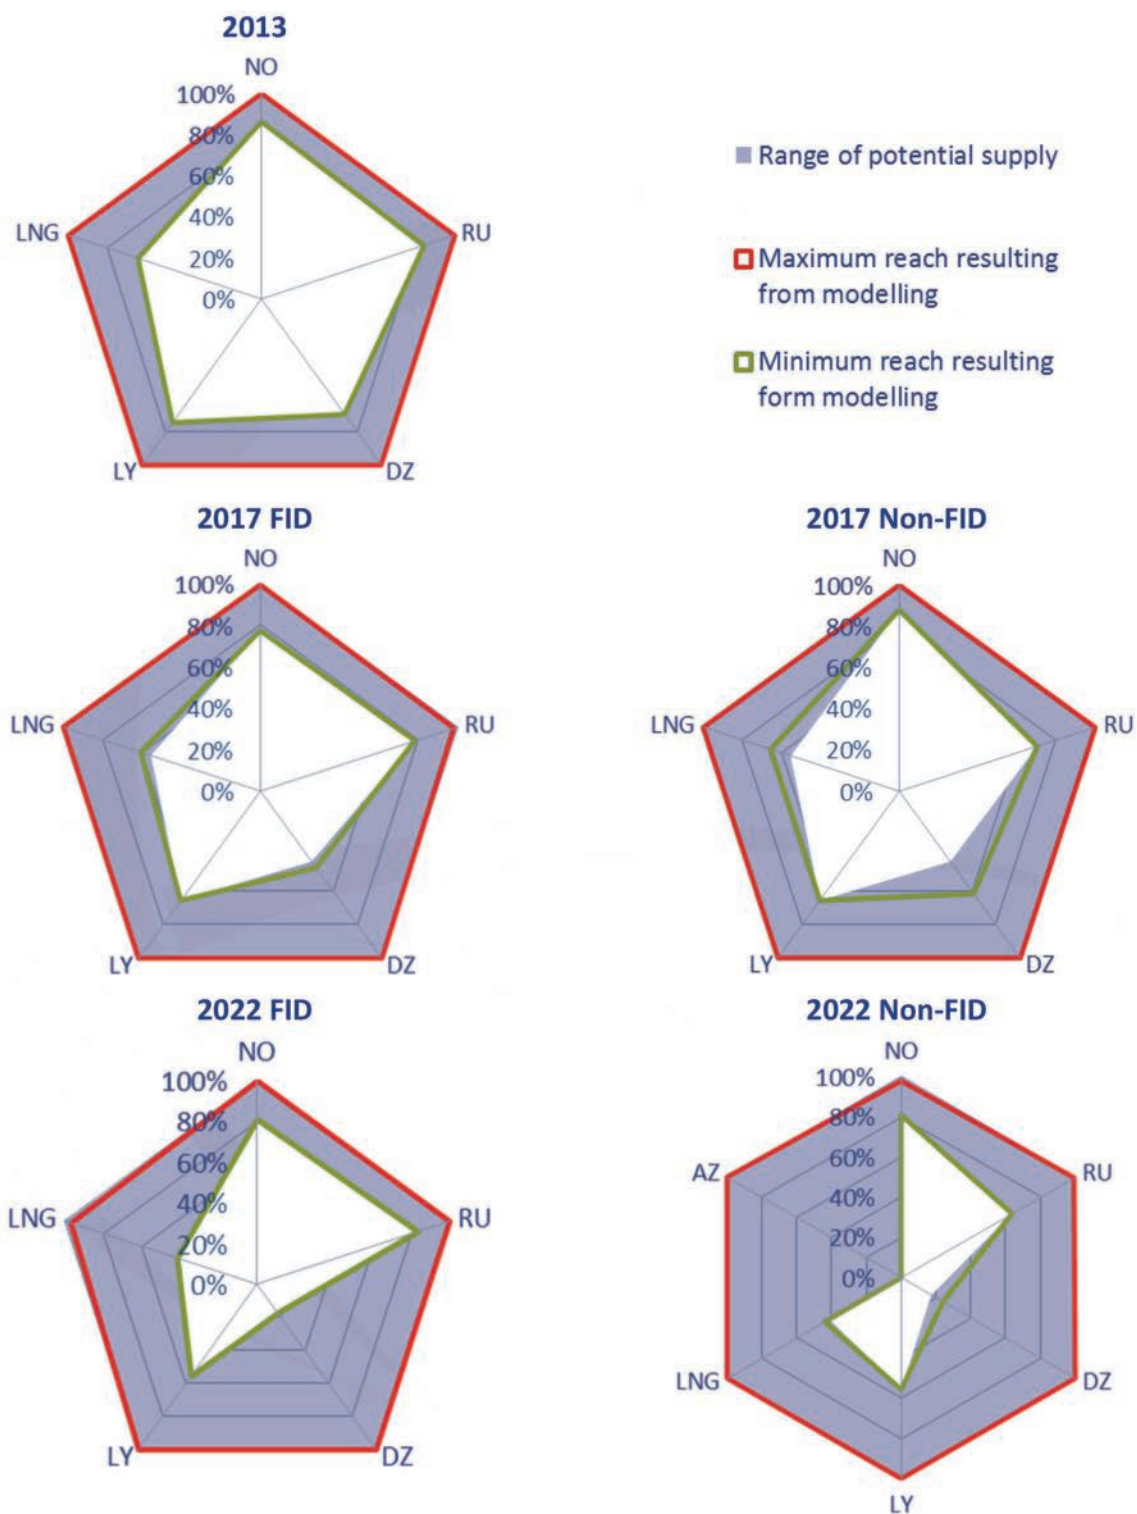 2013
NO
100%
80%
60%
40%
20%
0%
LNG
RU
LY
DZ
Range of potential supply
Maximum reach resulting
from modelling
Minimum reach resulting
form modelling
2017 FID
NO
100%
80%
60%
40%
20%
0%
LNG
RU
LY
DZ
2017 Non-FID
NO
100%
80%
60%
40%
20%
0%
LNG
RU
LY
DZ
2022 FID
NO
100%
80%
60%
40%
20%
0%
LNG
RU
LY
DZ
2022 Non-FID
NO
100%
80%
60%
40%
20%
0%
AZ
RU
LNG
DZ
LY